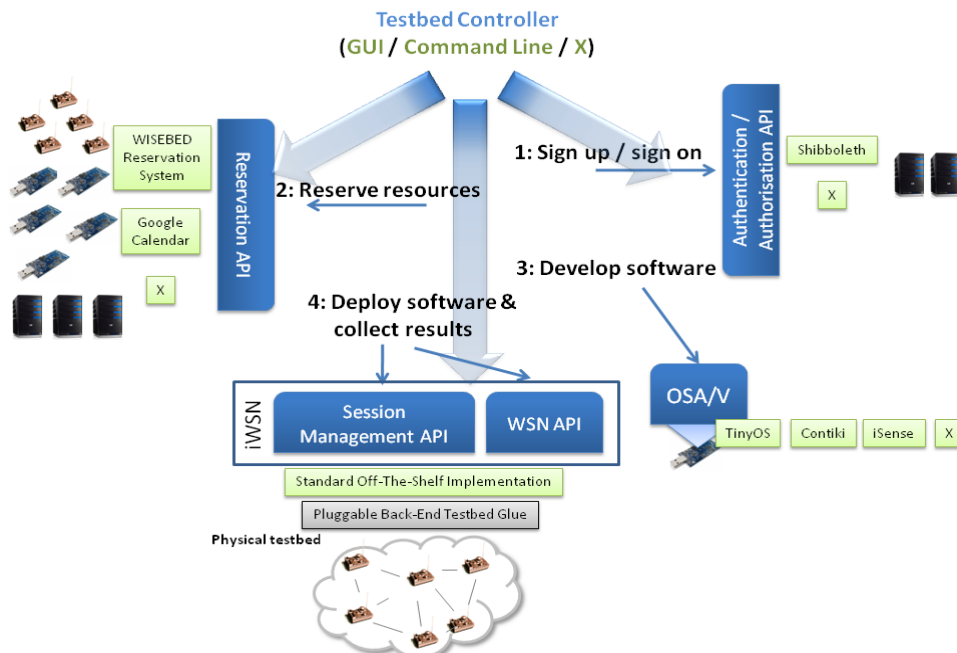 Testbed Controller
(GUI / Command Line / X)
WISEBED
Reservation
System
Google
Calendar
X
Reservation API
1: Sign up / sign on
2: Reserve resources
Authentication /
Authorisation API
Shibboleth
X
3: Develop software
4: Deploy software &
collect results
iWSN
Session
Management API
WSN API
OSA/V
TinyOS
Contiki
iSense
X
Standard Off-The-Shelf Implementation
Pluggable Back-End Testbed Glue
Physical testbed